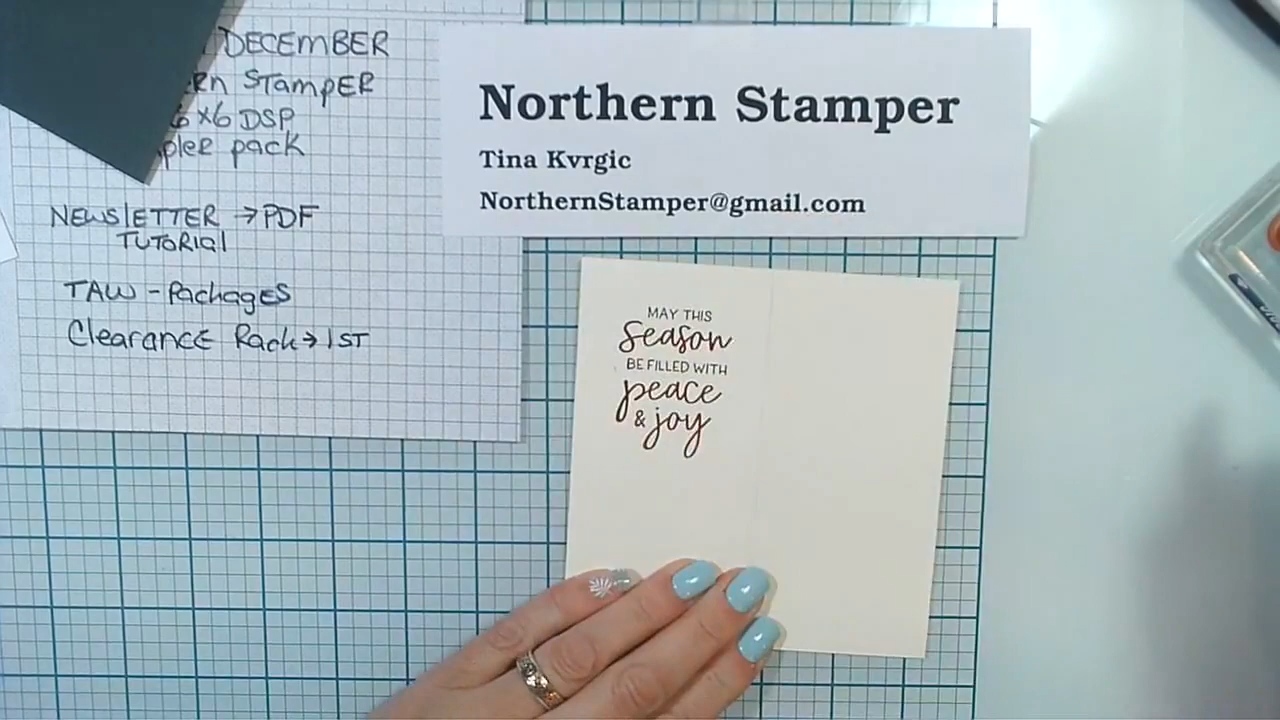 DECEMBER
StampER
6x6 DSP
pack
NEWSlETTER → PDF
TUTORIAl
TAW - Packages
ClearancE Rack → 1ST
Northern Stamper
Tina Kvrgic
NorthernStamper@gmail.com
MAY THIS
season
BE FILLED WITH
peace
& joy